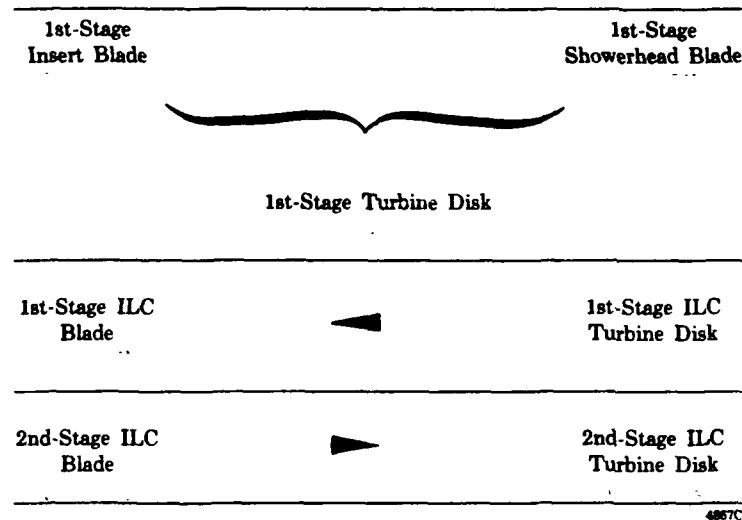 1st-Stage
Insert Blade
1st-Stage
Showerhead Blade
1st-Stage Turbine Disk
1st-Stage ILC
Blade
1st-Stage ILC
Turbine Disk
2nd-Stage ILC
Blade
2nd-Stage ILC
Turbine Disk
4867C